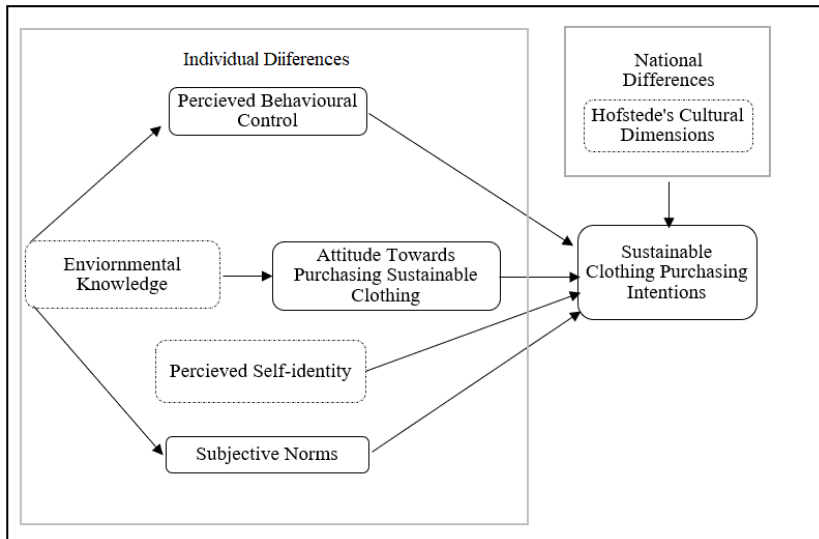 Individual Diifferences
Percieved Behavioural
Control
Enviornmental
Knowledge
Attitude Towards
Purchasing Sustainable
Clothing
Percieved Self-identity
Subjective Norms
National
Differences
Hofstede's Cultural
Dimensions
Sustainable
Clothing Purchasing
Intentions